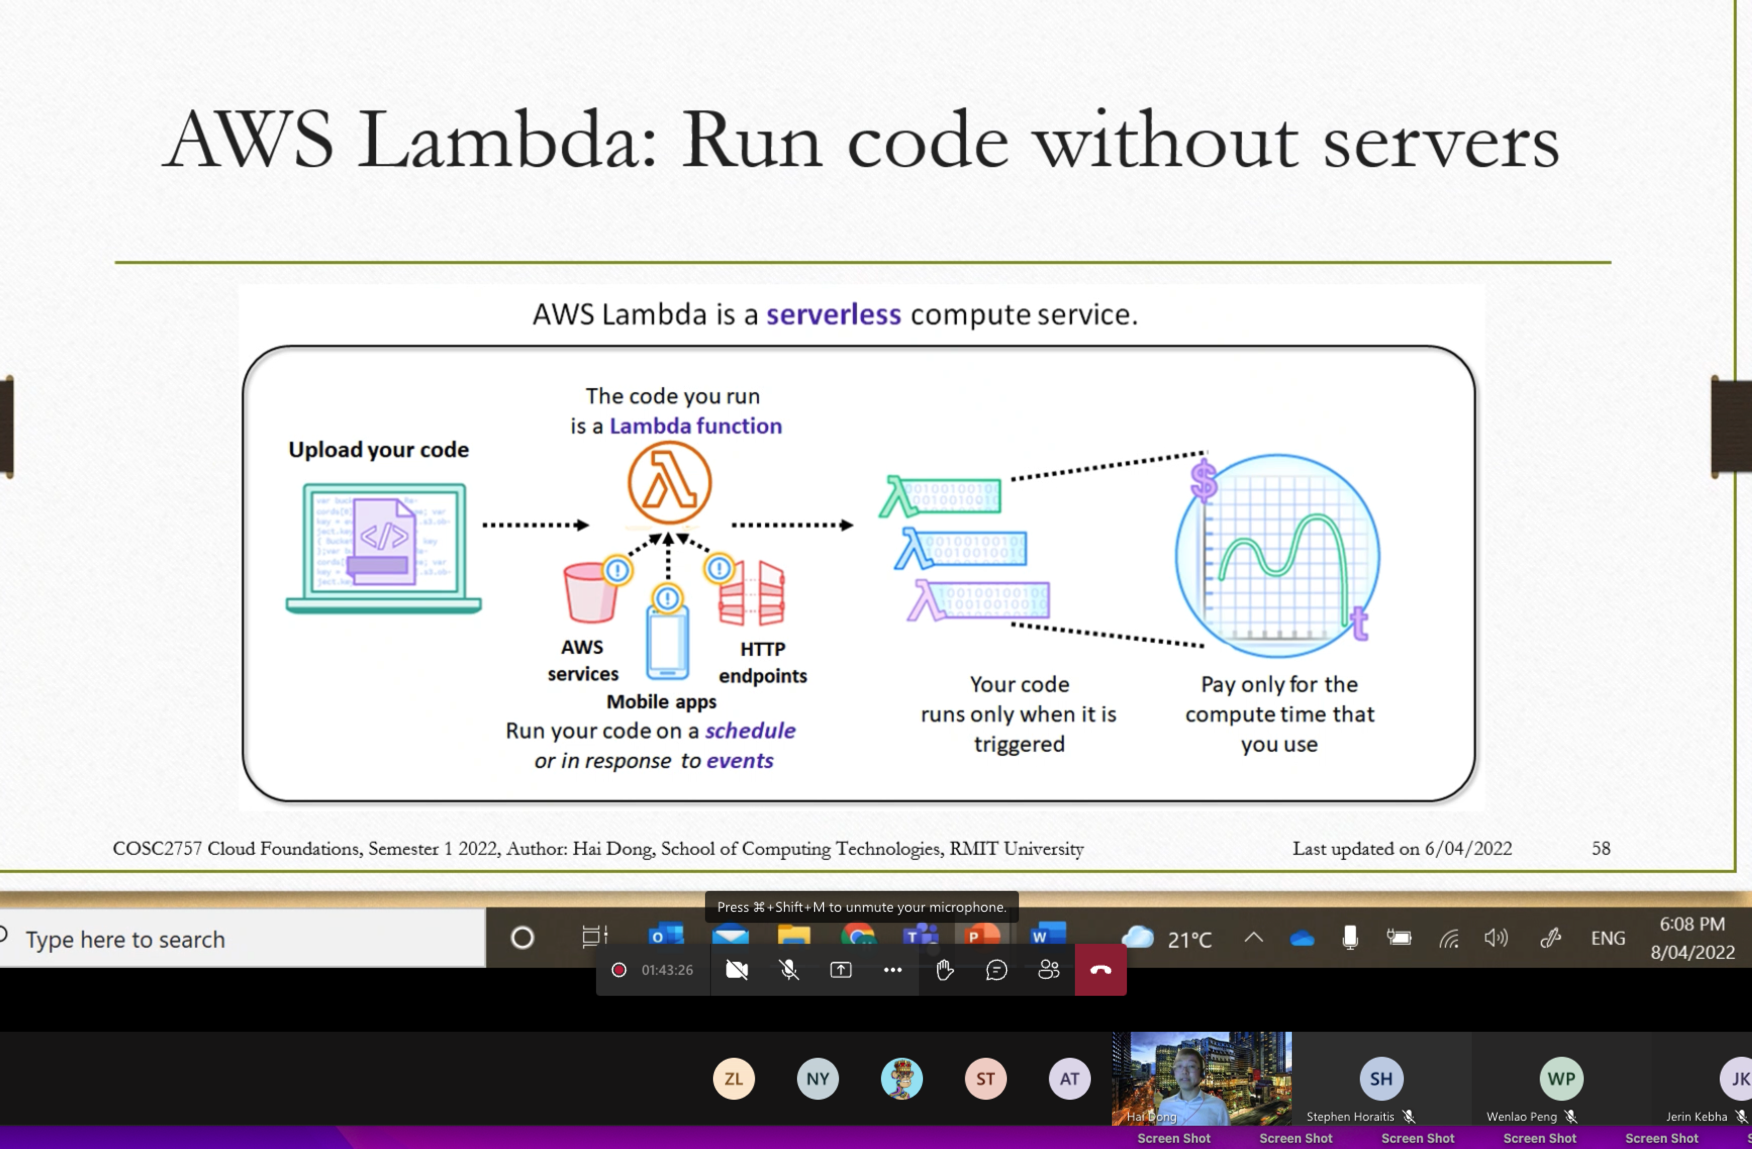 AWS Lambda: Run code without servers
AWS Lambda is a serverless compute service.
The code you run
is a Lambda function
Upload your code
AWS
services
Mobile apps
HTTP
endpoints
Run your code on a schedule
or in response to events
Your code
runs only when it is
triggered
$
t
Pay only for the
compute time that
you use
COSC2757 Cloud Foundations, Semester 1 2022, Author: Hai Dong, School of Computing Technologies, RMIT University
Last updated on 6/04/2022
58
Press ⌘+Shift+M to unmute your microphone.
Type here to search
21°C
ENG
6:08 PM
8/04/2022
01:43:26
ZL
NY
ST
AT
Hai Dong
SH
Stephen Horaitis
WP
Wenlao Peng
JK
Jerin Kebha
Screen Shot
Screen Shot
Screen Shot
Screen Shot
Screen Shot